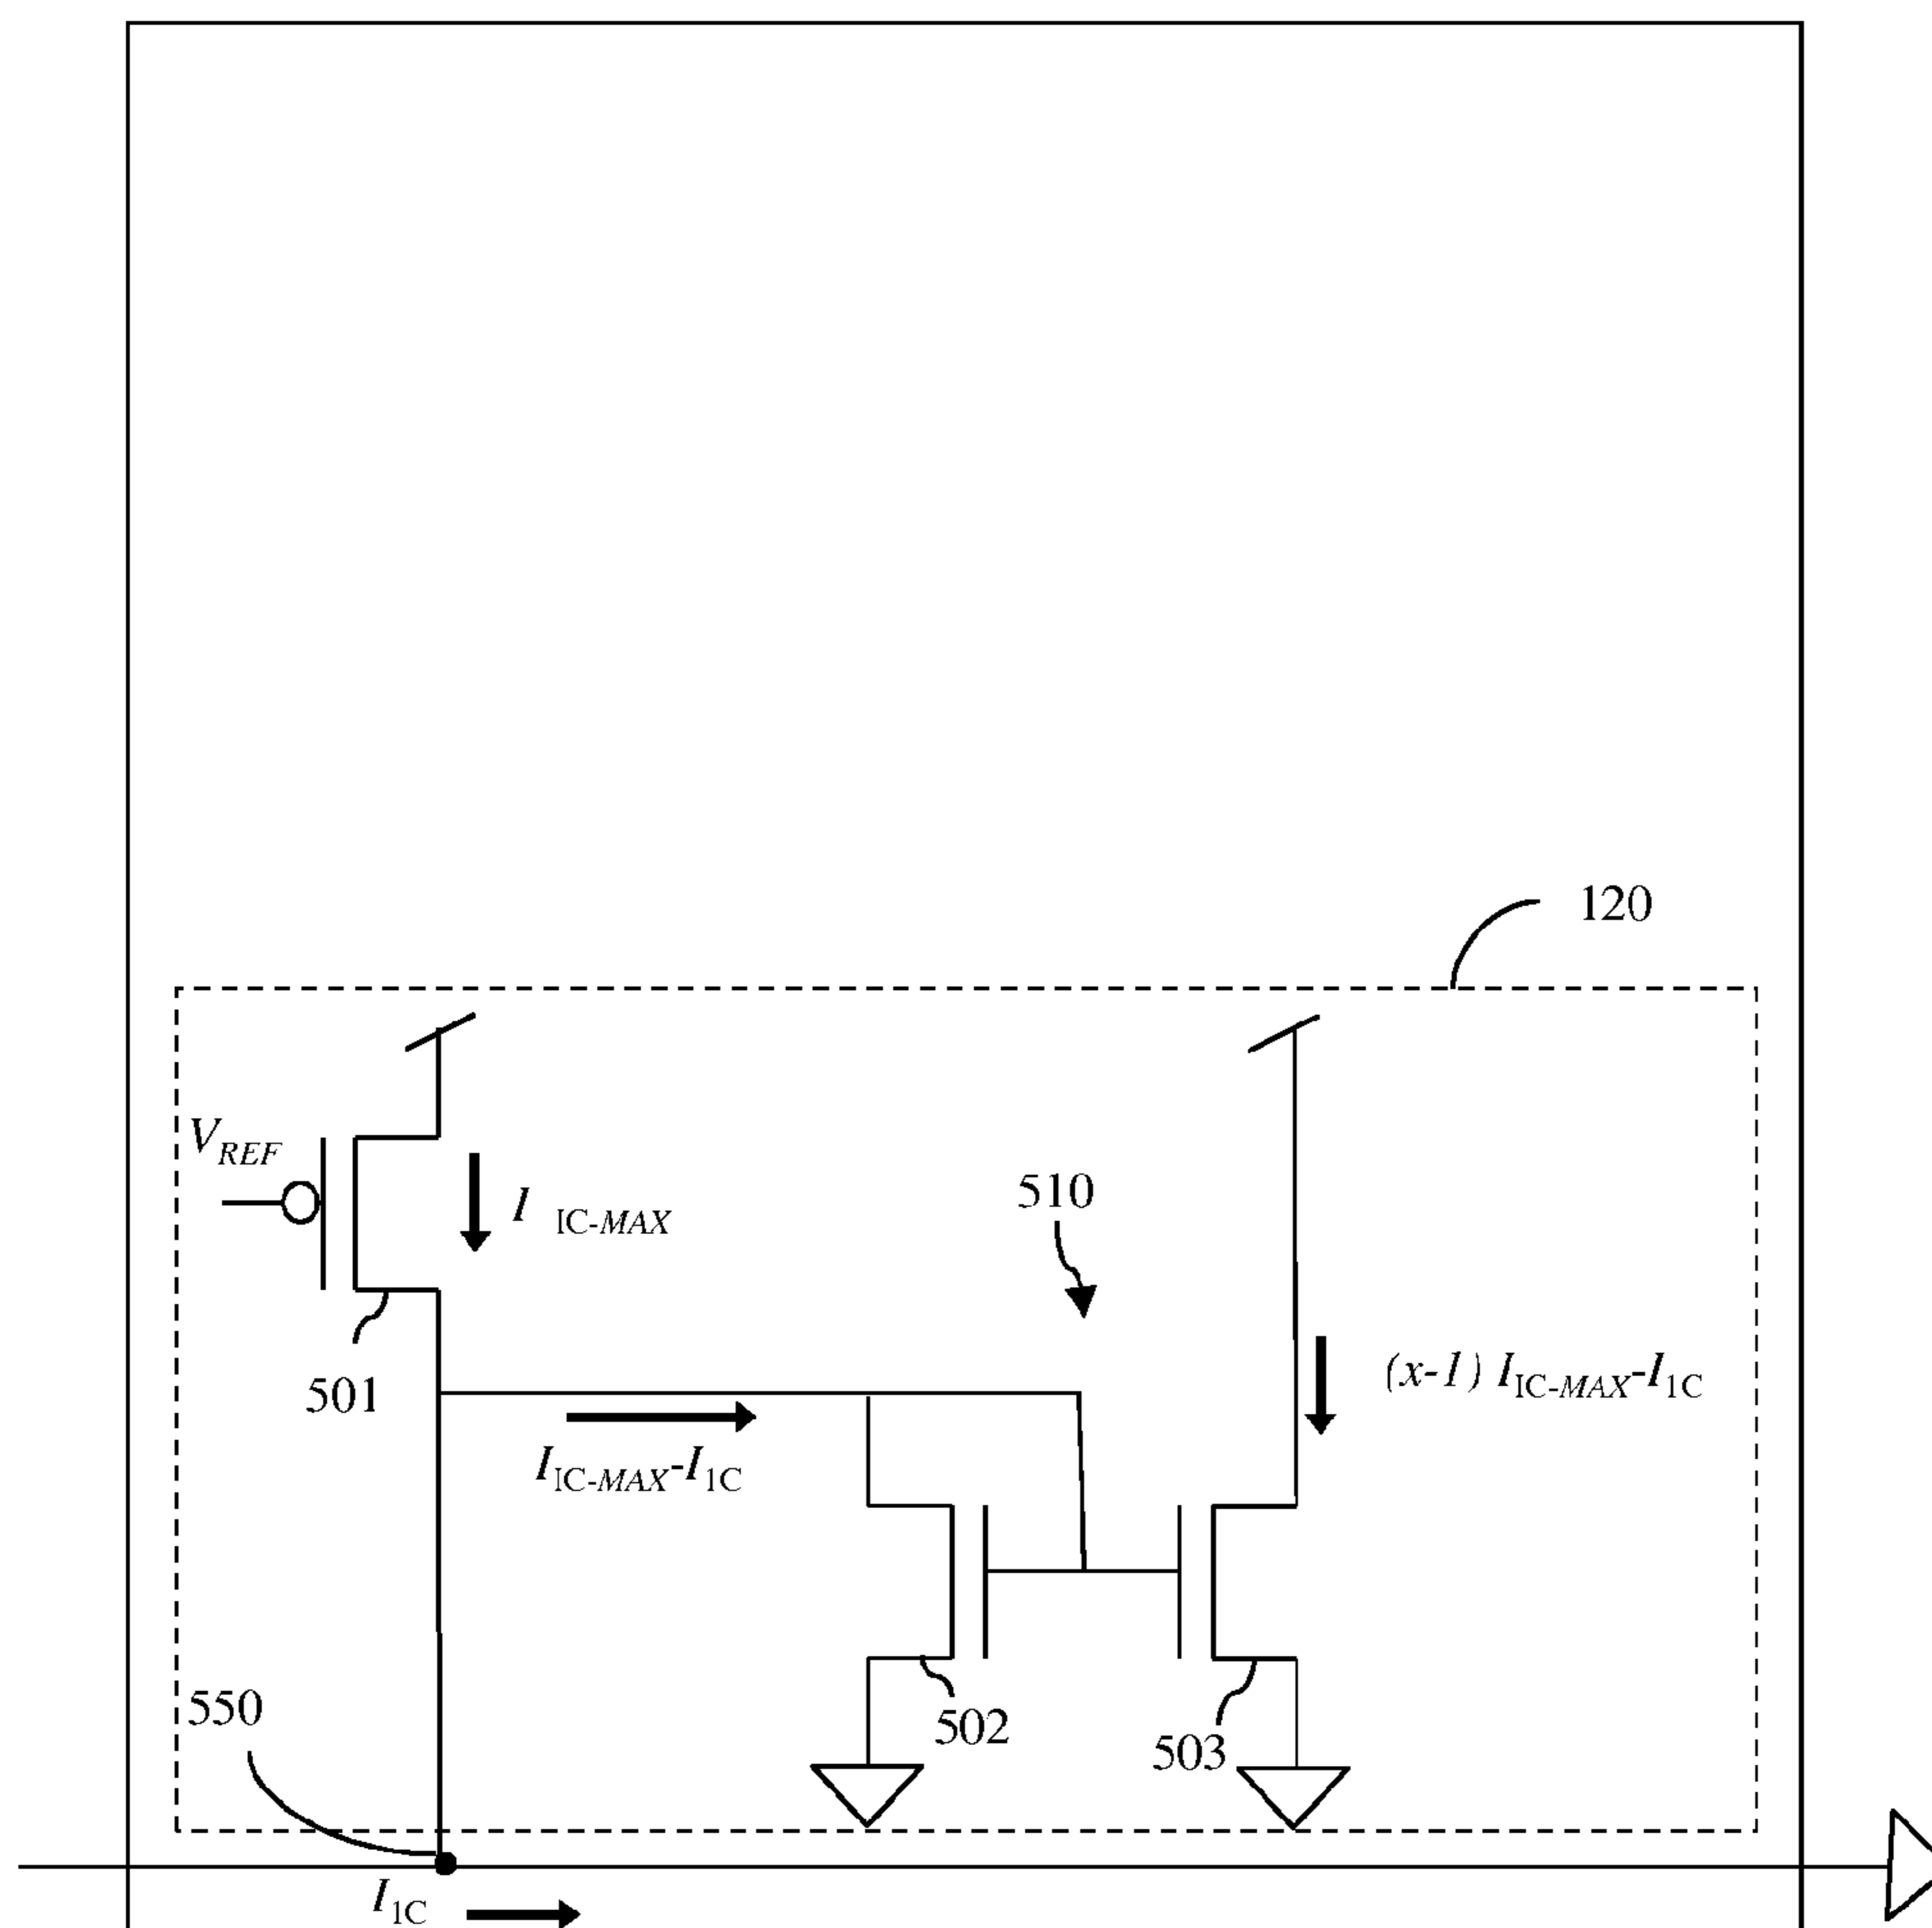 120
V_REF
I IC-MAX
510
501
(x-1) I_IC-MAX-I_1C
I_IC-MAX-I_1C
550
502
503
I_1C